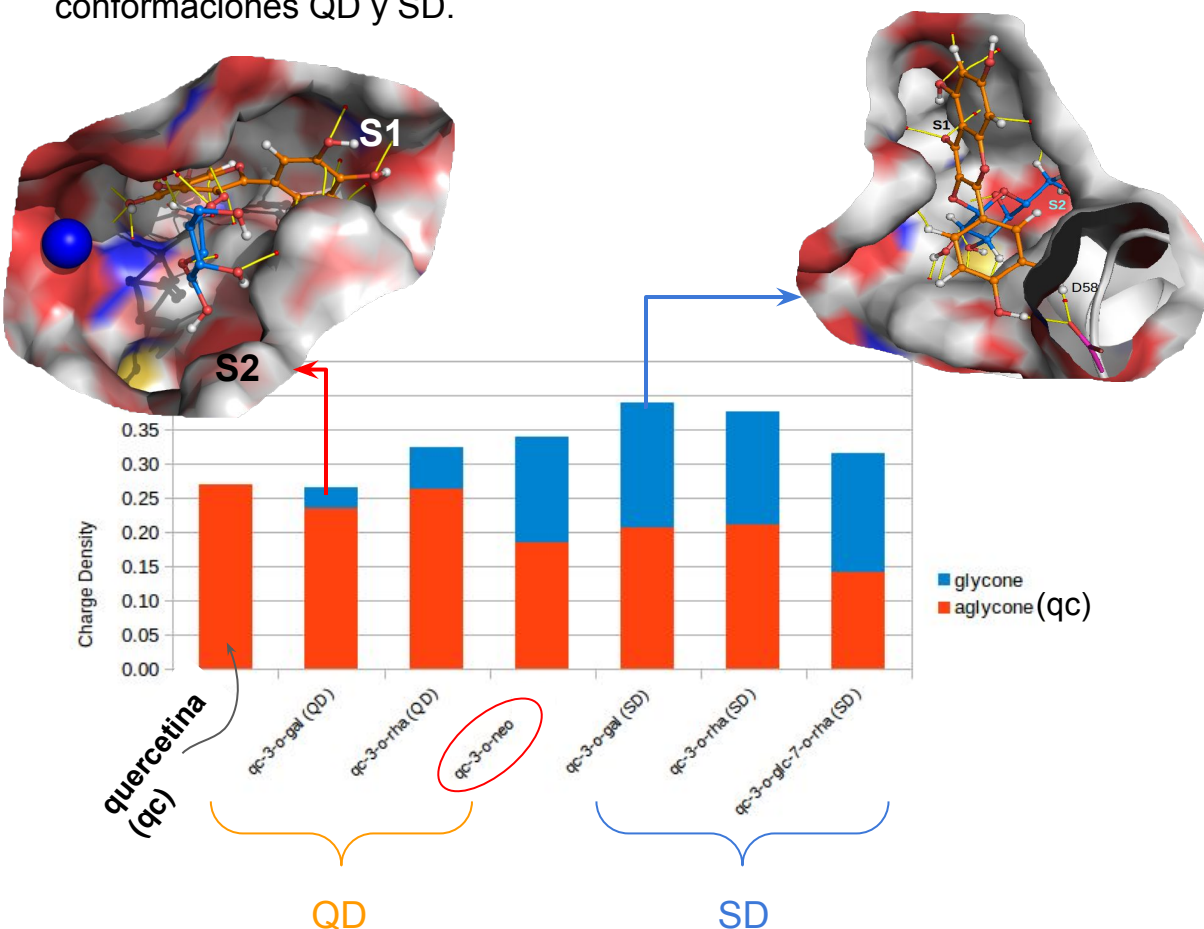 conformaciones QD y SD.
S1
S2
S1
S2
D58
0.35
0.30
0.25
0.20
0.15
0.10
0.05
0.00
Charge Density
glycone
aglycone (qc)
quercetina
(qc)
qc-3-o-gal (QD)
qc-3-o-rha (QD)
qc-3-o-neo
qc-3-o-gal (SD)
qc-3-o-rha (SD)
qc-3-o-glc-7-o-rha (SD)
QD
SD